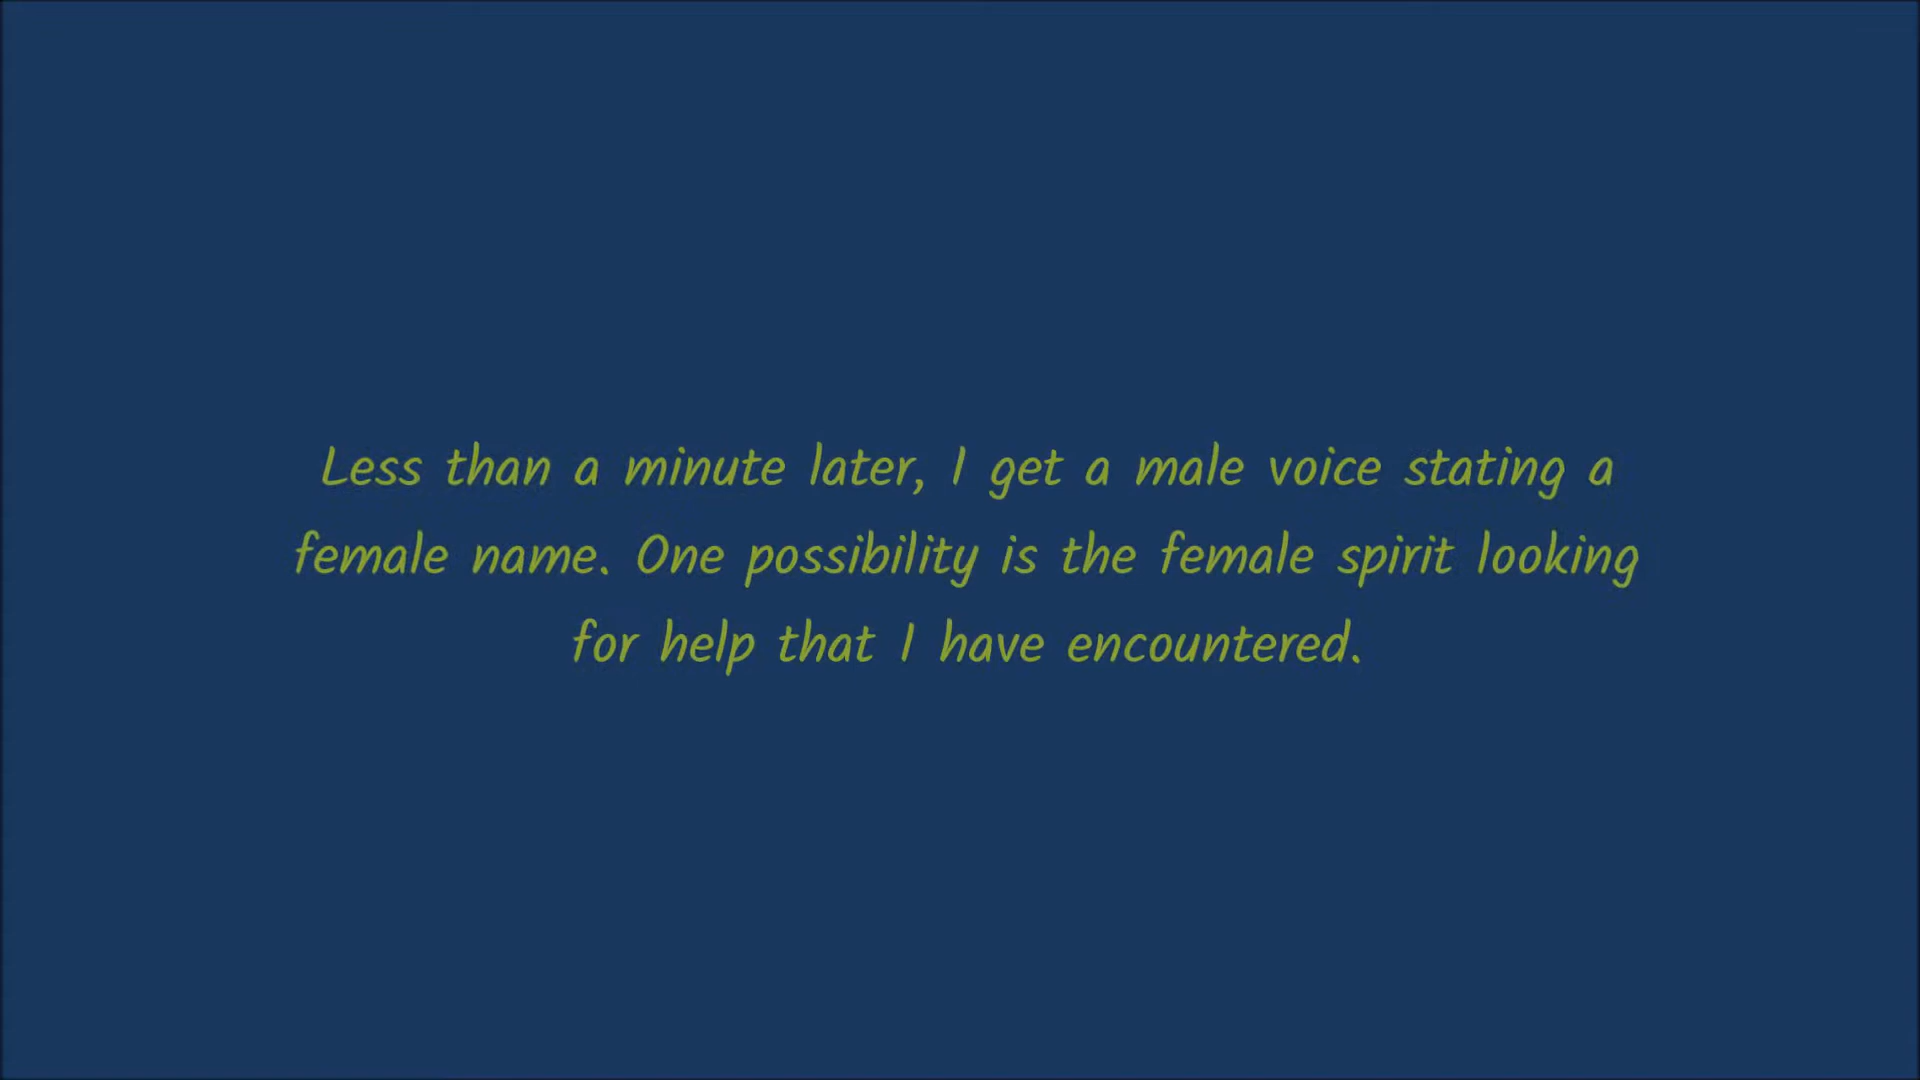 Less than a minute later, I get a male voice stating a
female name. One possibility is the female spirit looking
for help that I have encountered.